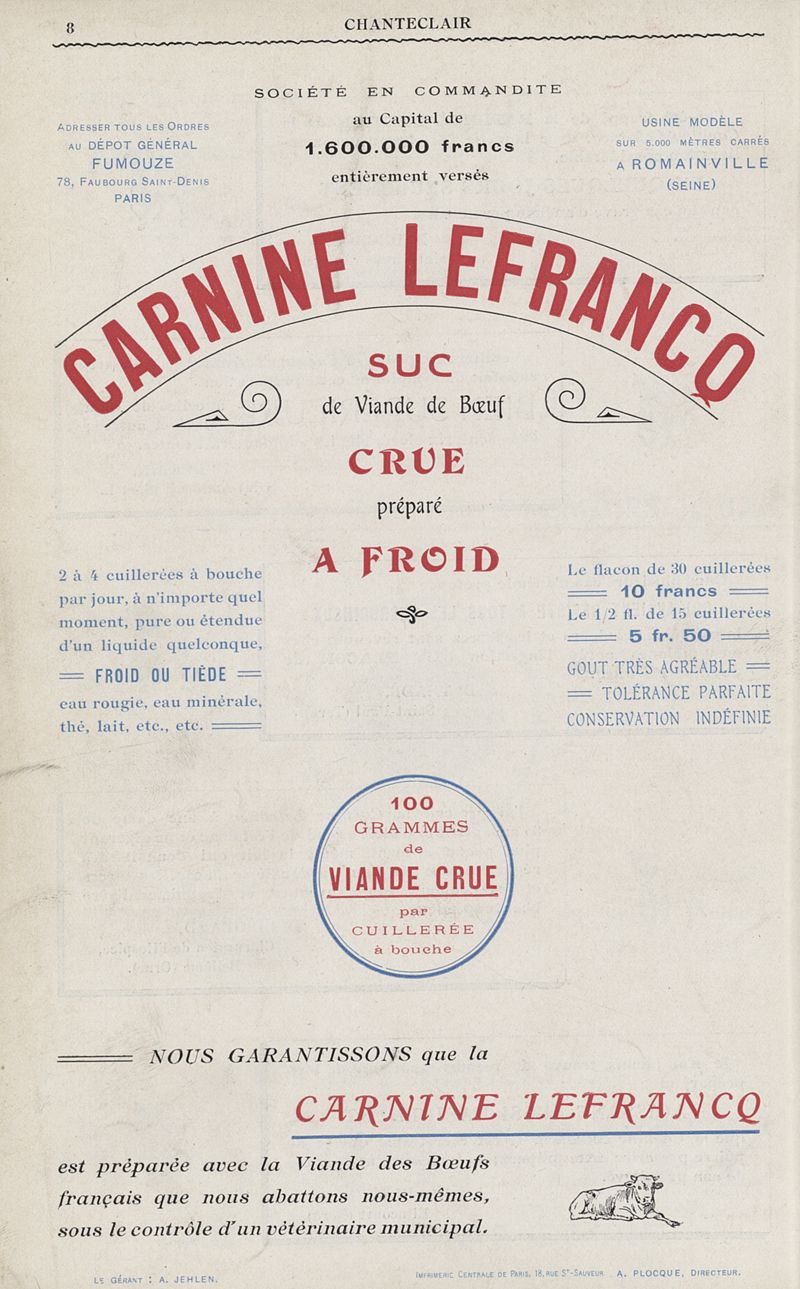 8
CHANTECLAIR
SOCIÉTÉ EN COMMANDITE
au Capital de
1.600.000 francs
entièrement versés
ADRESSER TOUS LES ORDRES
AU DÉPOT GÉNÉRAL
FUMOUZE
78, FAUBOURG SAINT-DENIS
PARIS
USINE MODÈLE
SUR 5.000 MÈTRES CARRÉS
A ROMAINVILLE
(SEINE)
CARNINE LEFRANCQ
SUC
de Viande de Bœuf
CRUE
préparé
A FROID
2 à 4 cuillerées à bouche
par jour, à n'importe quel
moment, pure ou étendue
d'un liquide quelconque,
FROID OU TIÈDE
eau rougie, eau minérale,
thé, lait, etc., etc.
Le flacon de 30 cuillerées
10 francs
Le 1/2 fl. de 15 cuillerées
5 fr. 50
GOUT TRÈS AGRÉABLE
TOLÉRANCE PARFAITE
CONSERVATION INDÉFINIE
100
GRAMMES
de
VIANDE CRUE
par
CUILLERÉE
à bouche
NOUS GARANTISSONS que la
CARNINE LEFRANCQ
est préparée avec la Viande des Bœufs
français que nous abattons nous-mêmes,
sous le contrôle d'un vétérinaire municipal.
LE GÉRANT : A. JEHLEN.
IMPRIMERIE CENTRALE DE PARIS, 18, RUE St-SAUVEUR. A. PLOCQUE, DIRECTEUR.